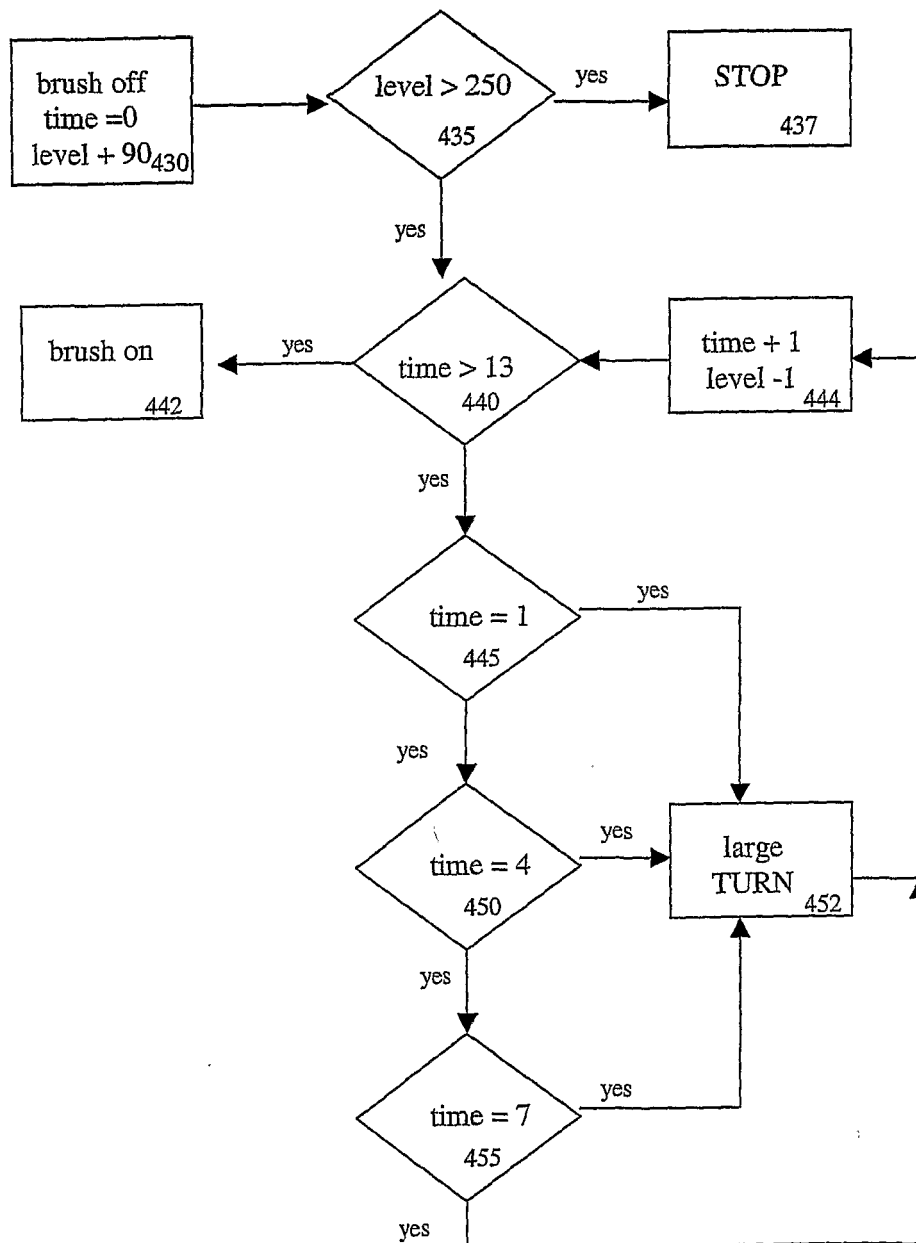 brush off
time =0
level + 90 430
level > 250
435
yes
STOP
437
yes
brush on
442
yes
time > 13
440
time + 1
level -1
444
yes
time = 1
445
yes
yes
time = 4
450
yes
large
TURN
452
yes
time = 7
455
yes
yes